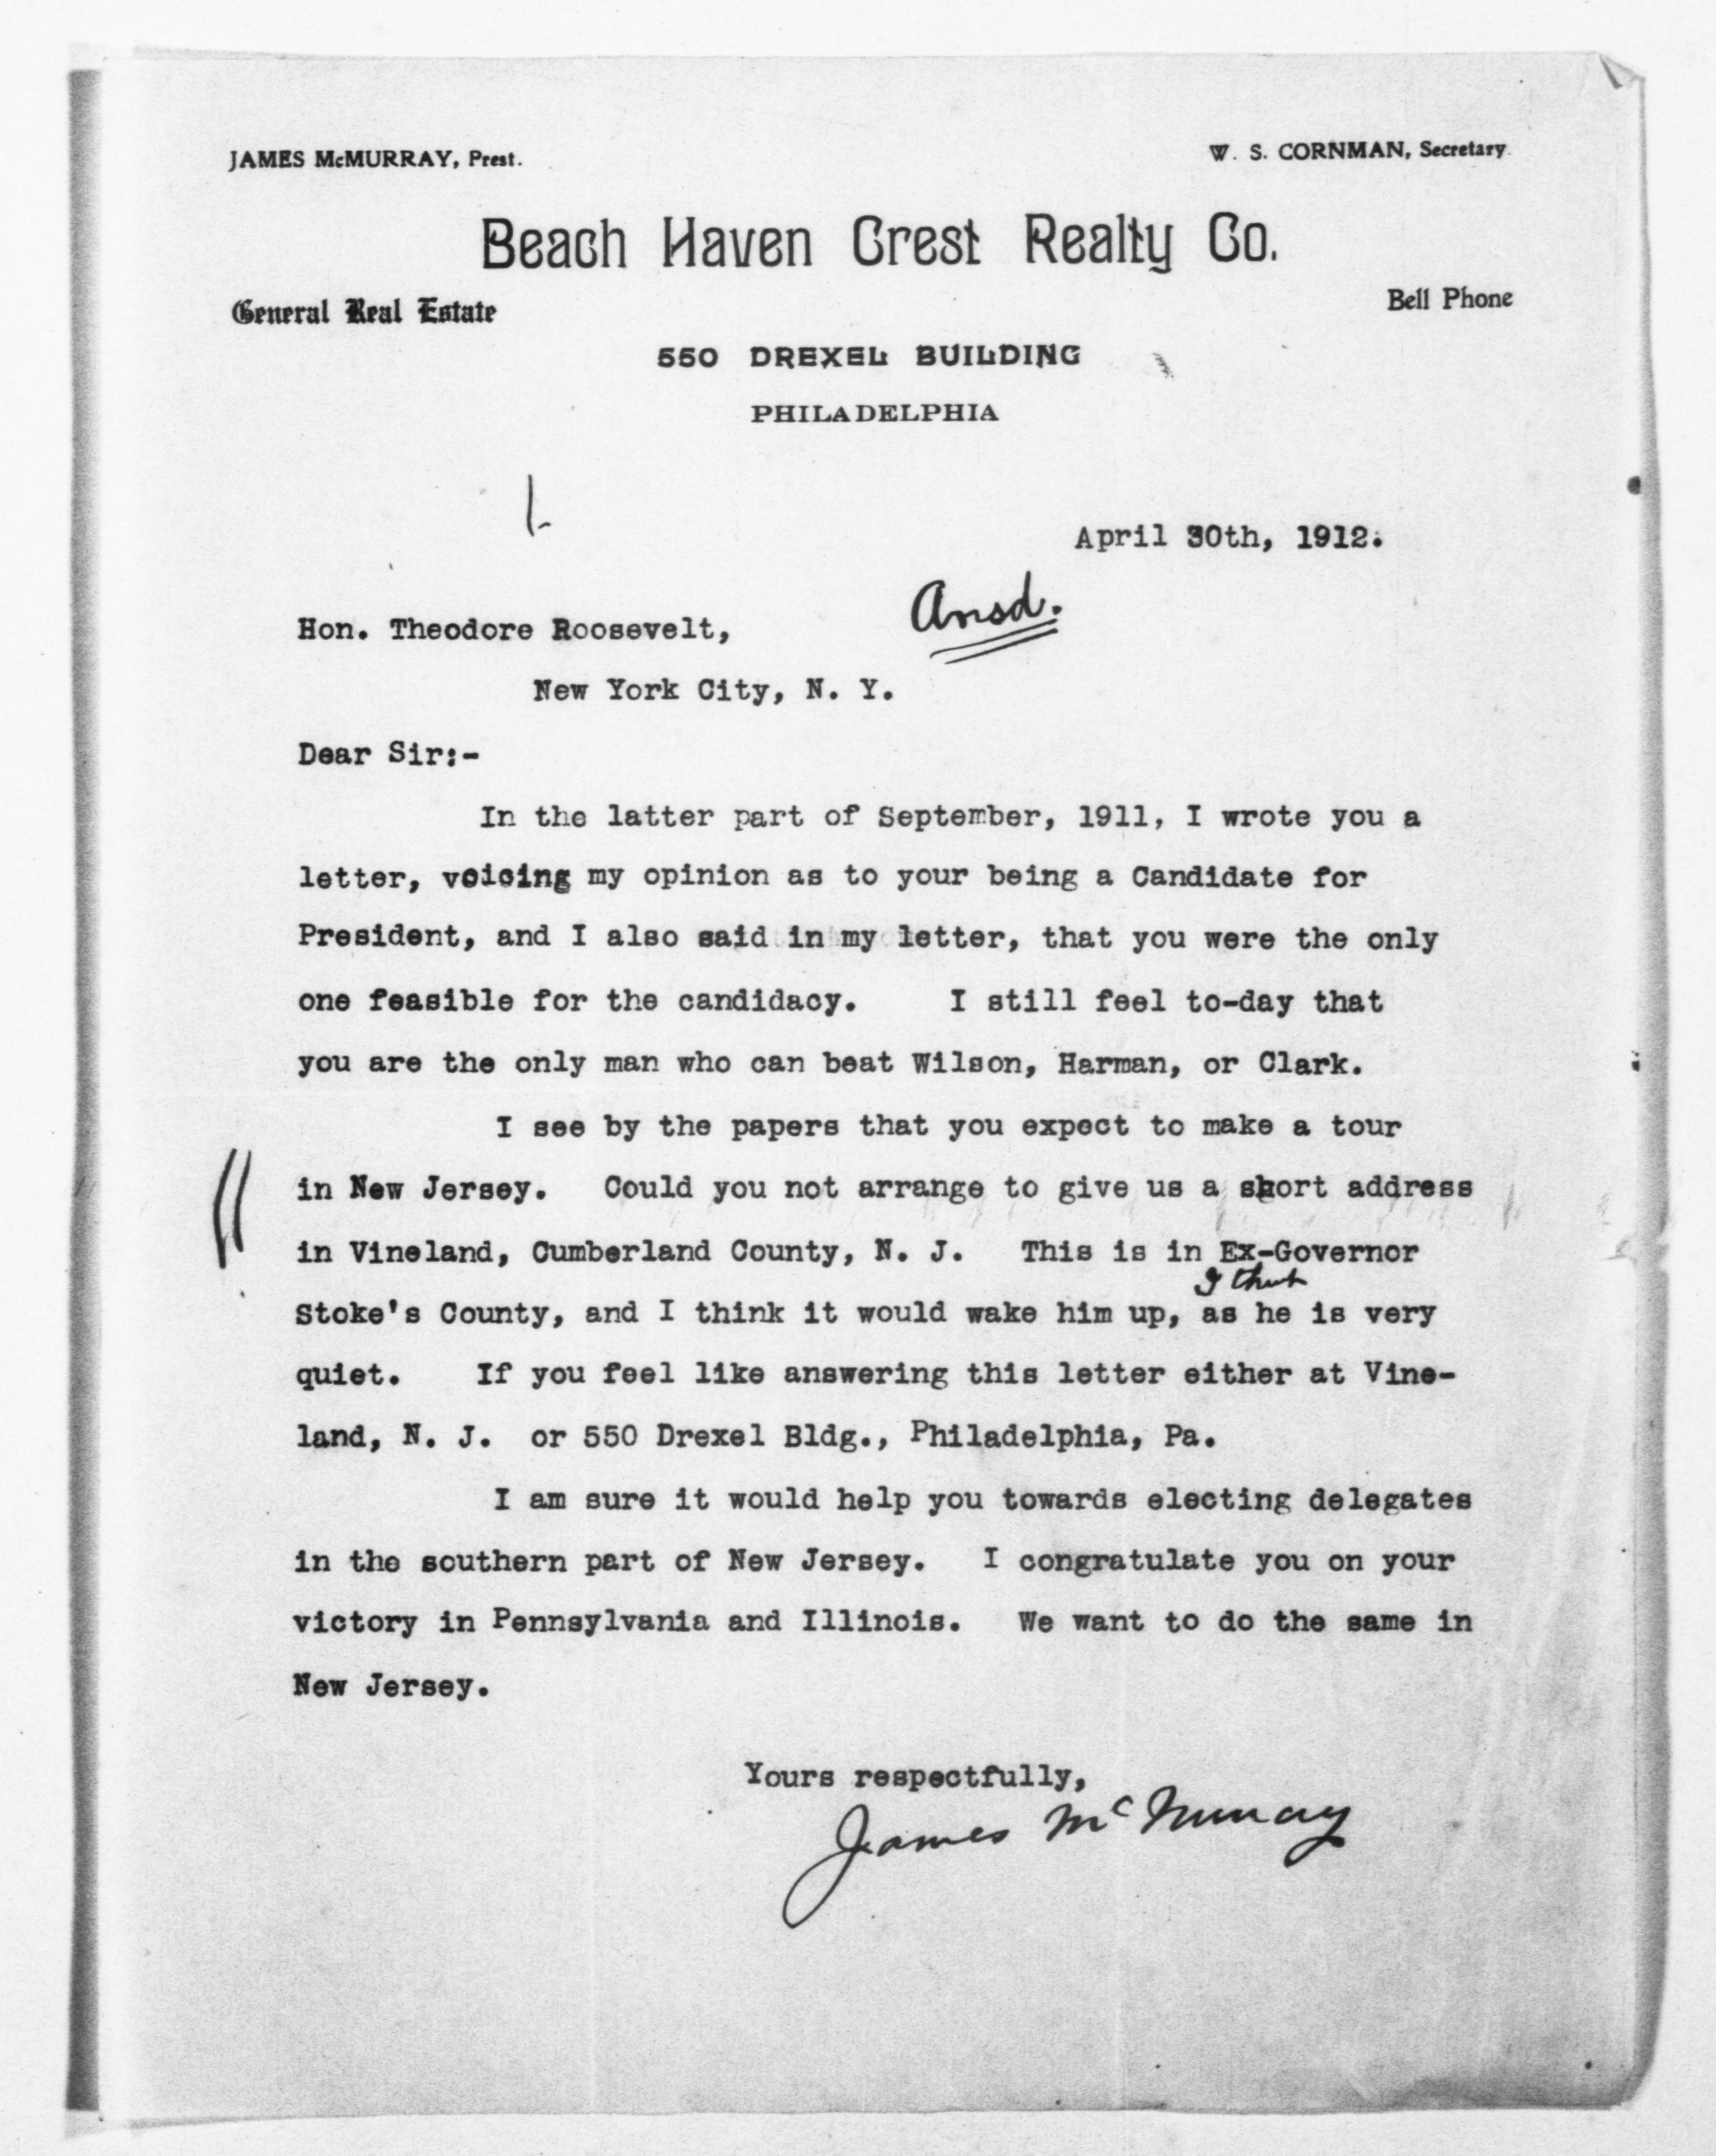 JAMES McMURRAY, Prest.
W. S. CORNMAN, Secretary.
Beach Haven Crest Realty Co.
General Real Estate
Bell Phone
550 DREXEL BUILDING
PHILADELPHIA
April 30th, 1912.
Ansd.
Hon. Theodore Roosevelt,
New York City, N. Y.
Dear Sir:-
In the latter part of September, 1911, I wrote you a
letter, voicing my opinion as to your being a Candidate for
President, and I also said in my letter, that you were the only
one feasible for the candidacy. I still feel to-day that
you are the only man who can beat Wilson, Harman, or Clark.
I see by the papers that you expect to make a tour
in New Jersey. Could you not arrange to give us a short address
in Vineland, Cumberland County, N. J. This is in Ex-Governor
I think
Stoke's County, and I think it would wake him up, as he is very
quiet. If you feel like answering this letter either at Vine-
land, N. J. or 550 Drexel Bldg., Philadelphia, Pa.
I am sure it would help you towards electing delegates
in the southern part of New Jersey. I congratulate you on your
victory in Pennsylvania and Illinois. We want to do the same in
New Jersey.
Yours respectfully,
James McMurray